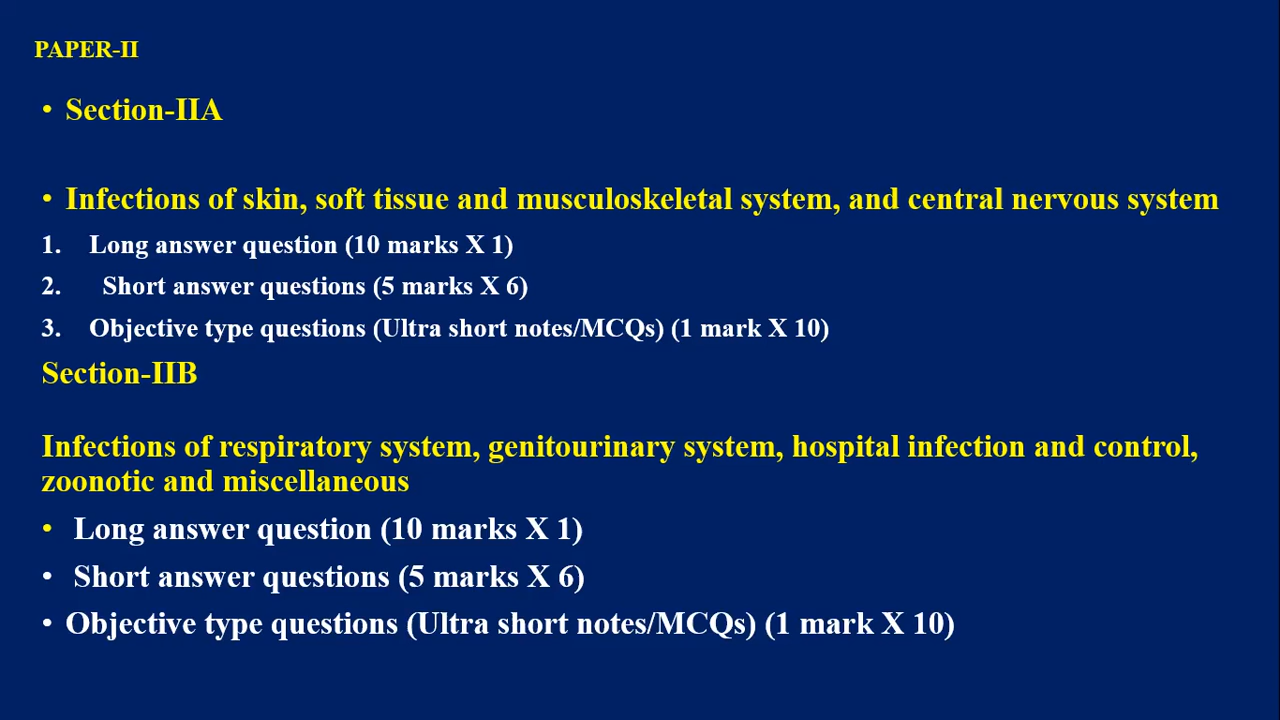 PAPER-II
• Section-IIA
• Infections of skin, soft tissue and musculoskeletal system, and central nervous system
1. Long answer question (10 marks X 1)
2. Short answer questions (5 marks X 6)
3. Objective type questions (Ultra short notes/MCQs) (1 mark X 10)
Section-IIB
Infections of respiratory system, genitourinary system, hospital infection and control,
zoonotic and miscellaneous
• Long answer question (10 marks X 1)
• Short answer questions (5 marks X 6)
• Objective type questions (Ultra short notes/MCQs) (1 mark X 10)